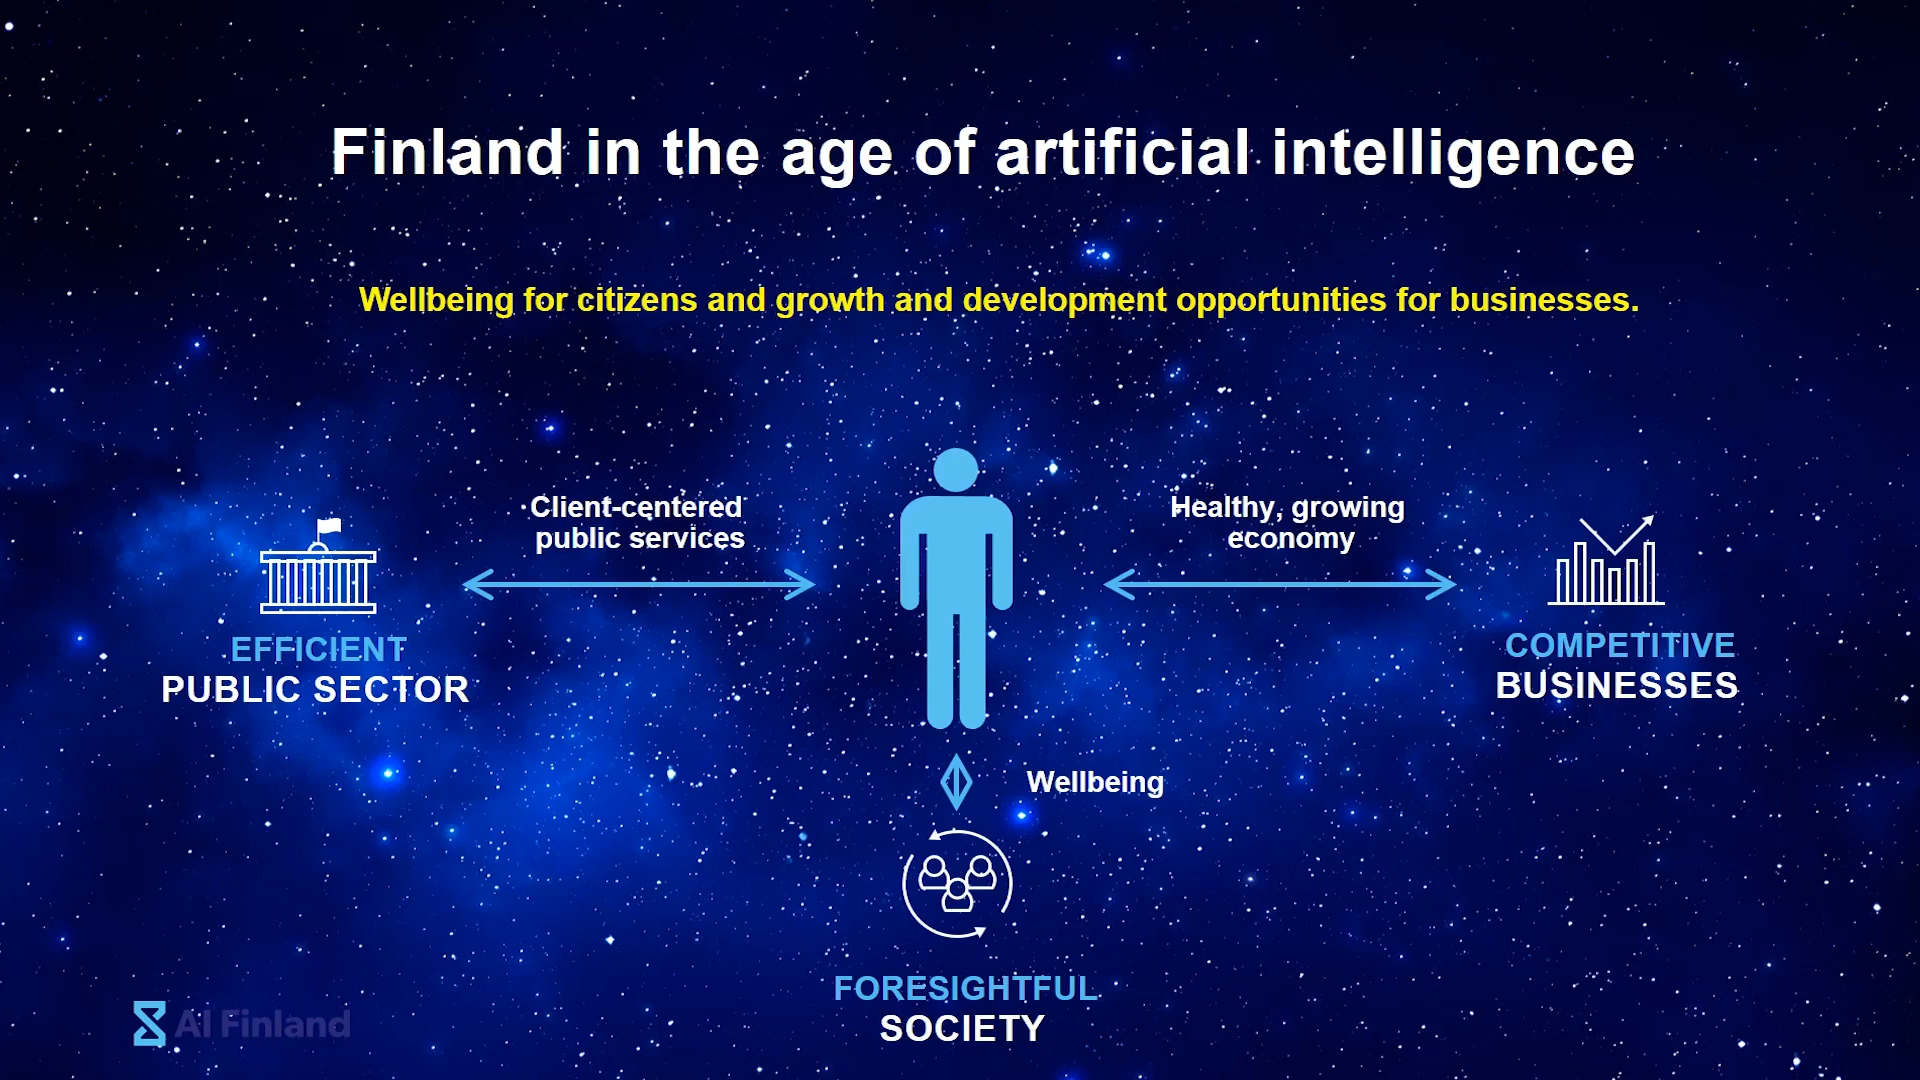 Finland in the age of artificial intelligence
Wellbeing for citizens and growth and development opportunities for businesses.
Client-centered
public services
Healthy, growing
economy
EFFICIENT
PUBLIC SECTOR
COMPETITIVE
BUSINESSES
Wellbeing
FORESIGHTFUL
SOCIETY
AI Finland